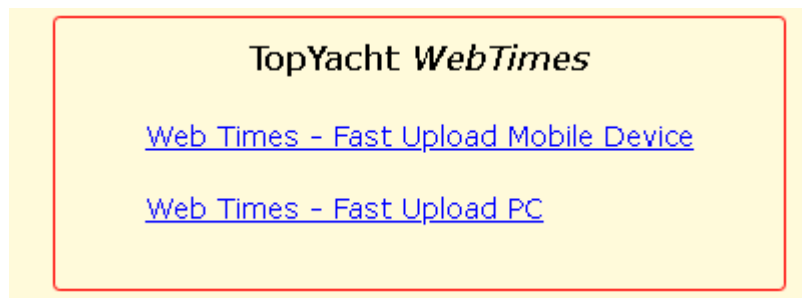 TopYacht WebTimes
Web Times - Fast Upload Mobile Device
Web Times - Fast Upload PC